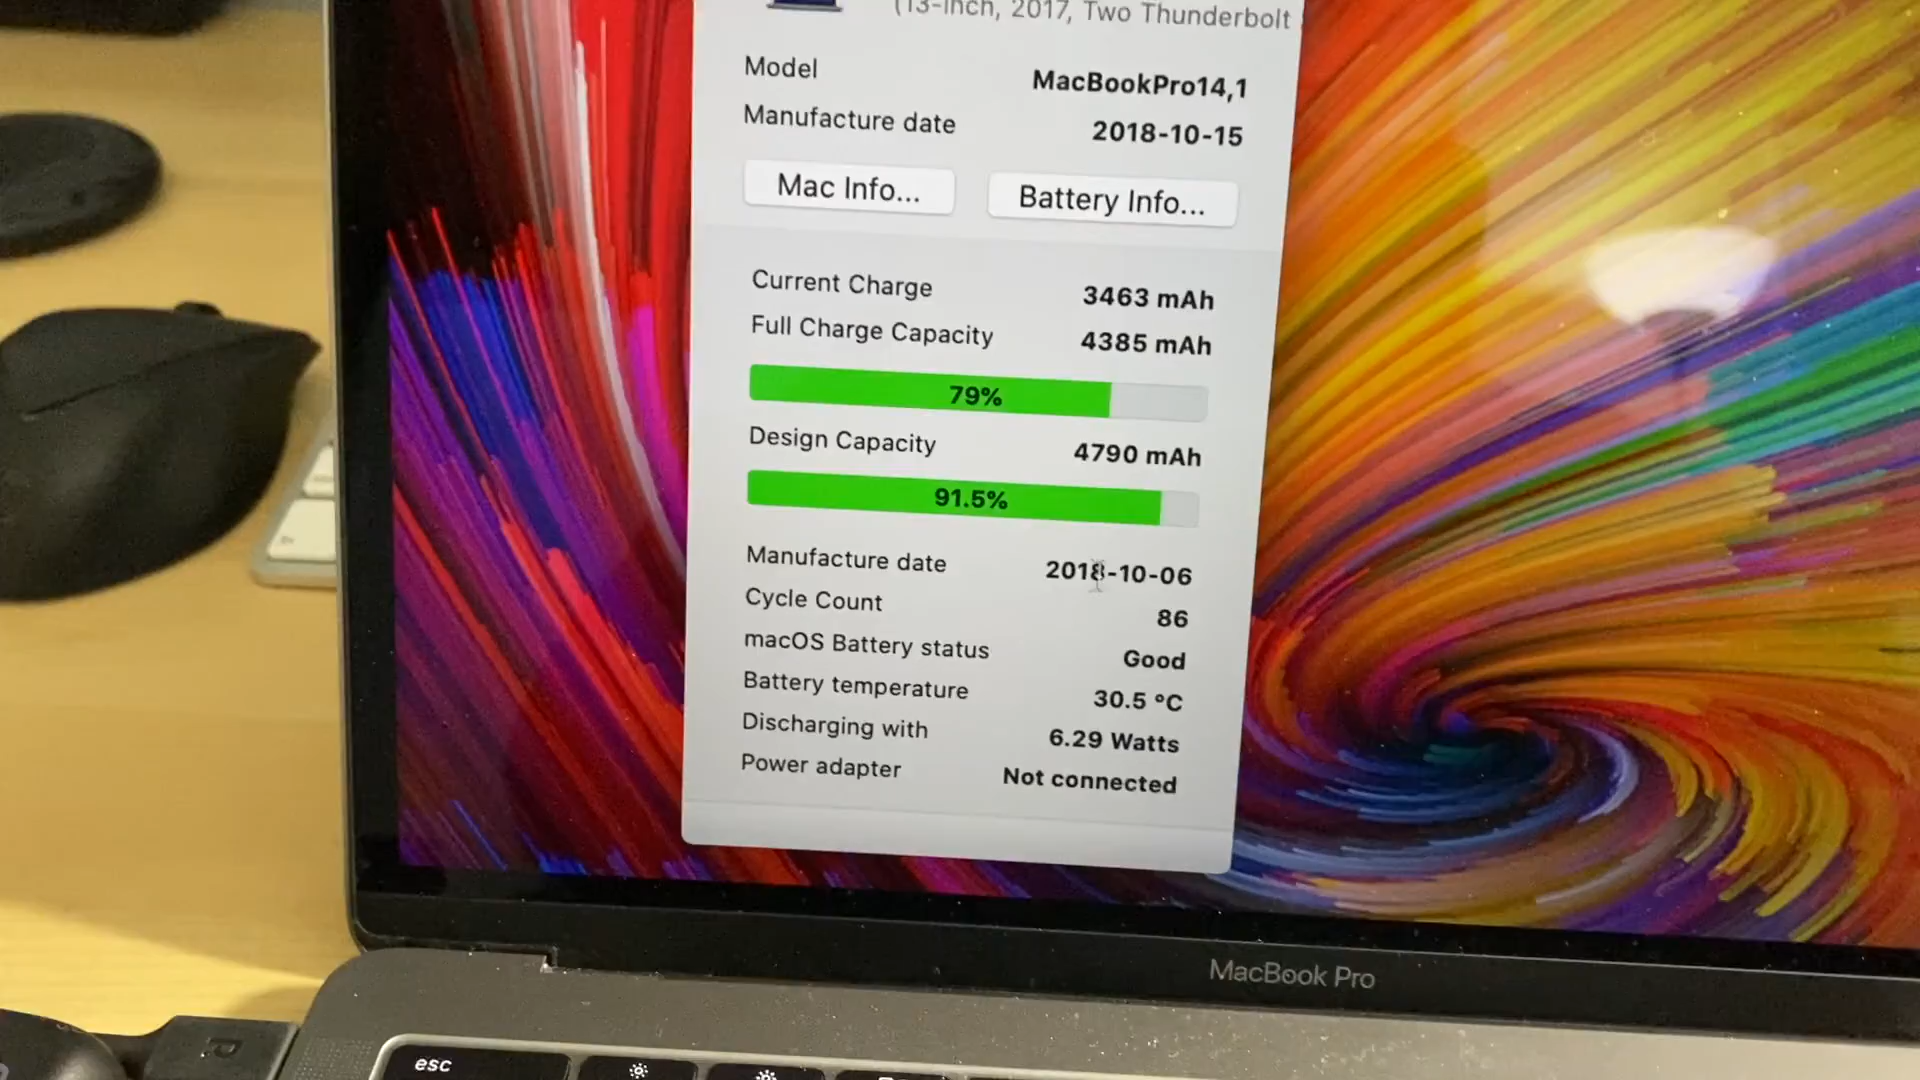 (13-inch, 2017, Two Thunderbolt
Model MacBookPro14,1
Manufacture date 2018-10-15
Mac Info... Battery Info...
Current Charge 3463 mAh
Full Charge Capacity 4385 mAh
79%
Design Capacity 4790 mAh
91.5%
Manufacture date 2018-10-06
Cycle Count 86
macOS Battery status Good
Battery temperature 30.5 °C
Discharging with 6.29 Watts
Power adapter Not connected
MacBook Pro
esc